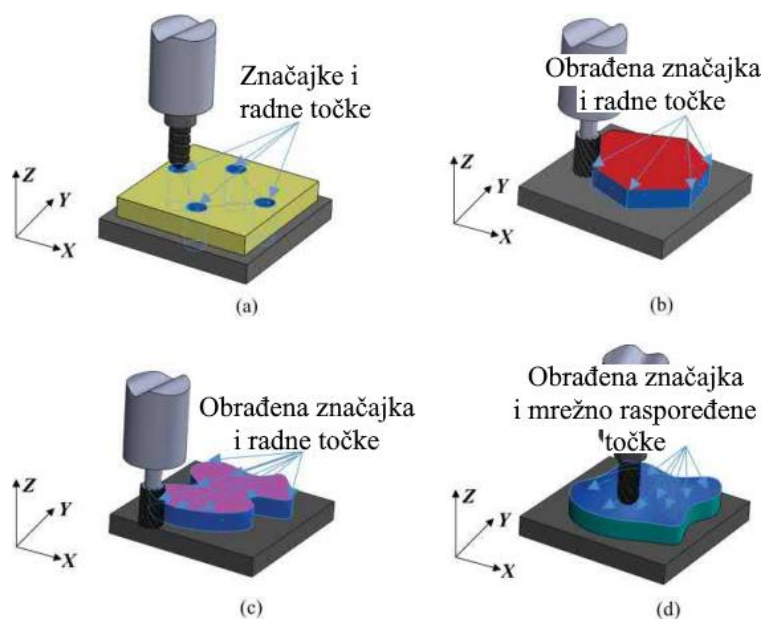 Značajke i
radne točke
Z
Y
X
(a)
Obrađena značajka
i radne točke
Z
Y
X
(b)
Obrađena značajka
i radne točke
Z
Y
X
(c)
Obrađena značajka
i mrežno raspoređene
točke
Z
Y
X
(d)